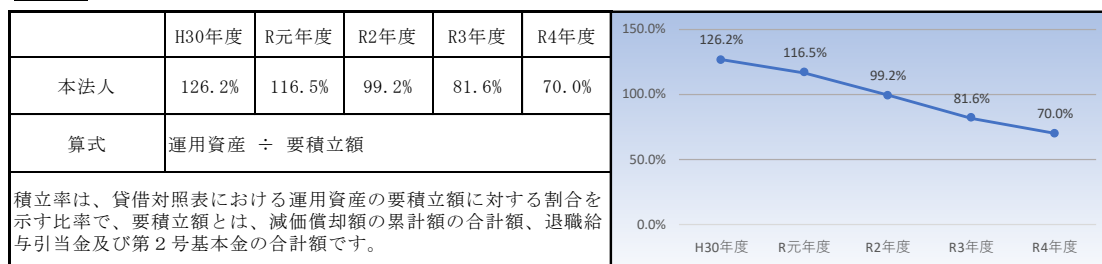 H30年度 R元年度 R2年度 R3年度 R4年度
本法人 126.2% 116.5% 99.2% 81.6% 70.0%
算式 運用資産 ÷ 要積立額
積立率は、貸借対照表における運用資産の要積立額に対する割合を
示す比率で、要積立額とは、減価償却額の累計額の合計額、退職給
与引当金及び第２号基本金の合計額です。
150.0%
100.0%
50.0%
0.0%
126.2%
116.5%
99.2%
81.6%
70.0%
H30年度 R元年度 R2年度 R3年度 R4年度